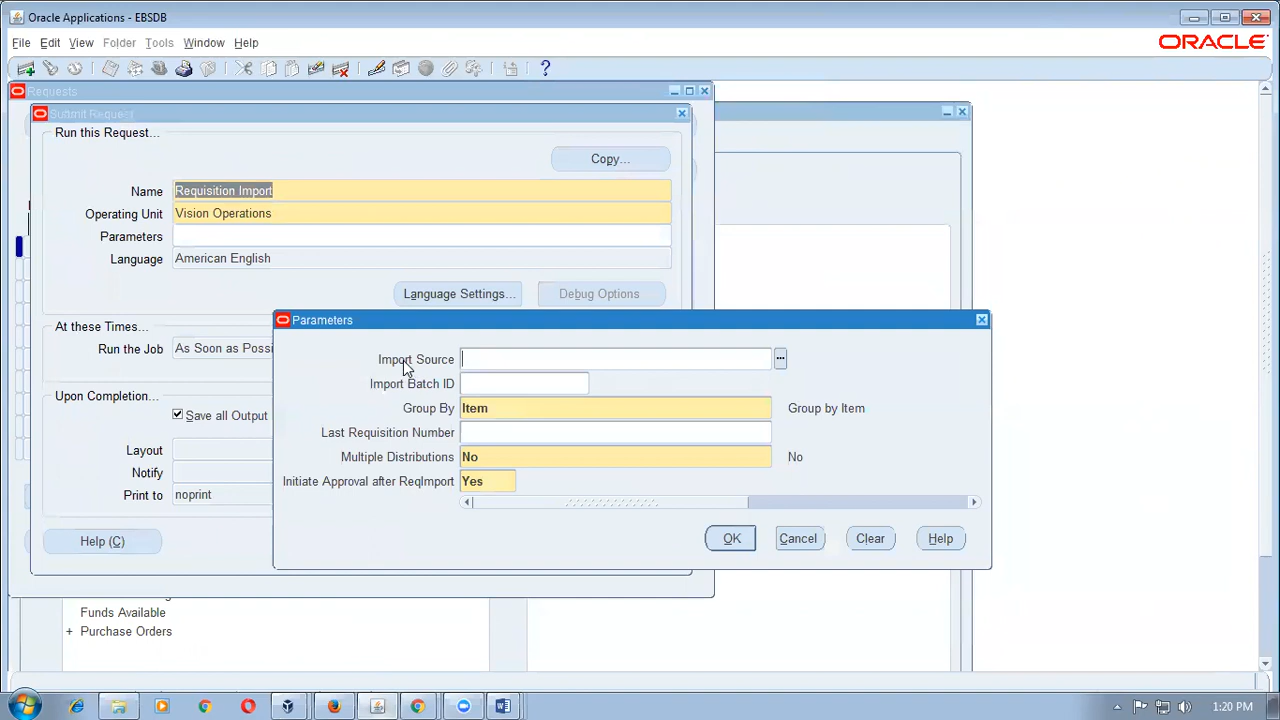 Oracle Applications - EBSDB
File Edit View Folder Tools Window Help
ORACLE
Requests
Submit Request
Run this Request...
Copy...
Name Requisition Import
Operating Unit Vision Operations
Parameters
Language American English
Language Settings... Debug Options
At these Times...
Run the Job As Soon as Possi
Upon Completion...
Save all Output
Layout
Notify
Print to noprint
Help (C)
Parameters
Import Source
Import Batch ID
Group By Item Group by Item
Last Requisition Number
Multiple Distributions No No
Initiate Approval after ReqImport Yes
OK Cancel Clear Help
Funds Available
+ Purchase Orders
1:20 PM